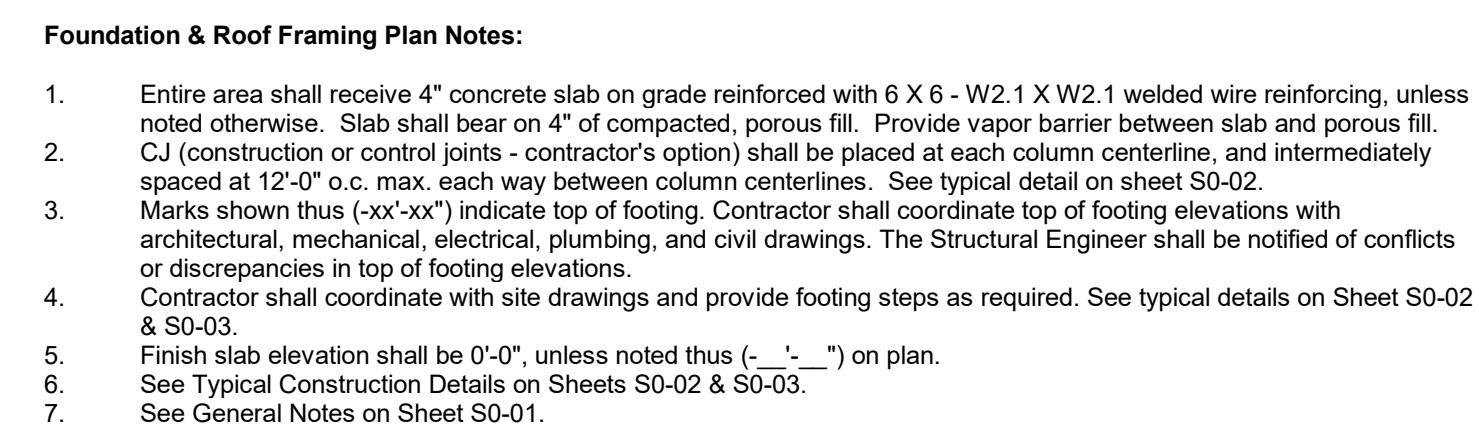 Foundation & Roof Framing Plan Notes:
1. Entire area shall receive 4" concrete slab on grade reinforced with 6 X 6 - W2.1 X W2.1 welded wire reinforcing, unless
noted otherwise.  Slab shall bear on 4" of compacted, porous fill.  Provide vapor barrier between slab and porous fill.
2. CJ (construction or control joints - contractor's option) shall be placed at each column centerline, and intermediately
spaced at 12'-0" o.c. max. each way between column centerlines.  See typical detail on sheet S0-02.
3. Marks shown thus (-xx'-xx") indicate top of footing. Contractor shall coordinate top of footing elevations with
architectural, mechanical, electrical, plumbing, and civil drawings. The Structural Engineer shall be notified of conflicts
or discrepancies in top of footing elevations.
4. Contractor shall coordinate with site drawings and provide footing steps as required. See typical details on Sheet S0-02
& S0-03.
5. Finish slab elevation shall be 0'-0", unless noted thus (-__'-__") on plan.
6. See Typical Construction Details on Sheets S0-02 & S0-03.
7. See General Notes on Sheet S0-01.